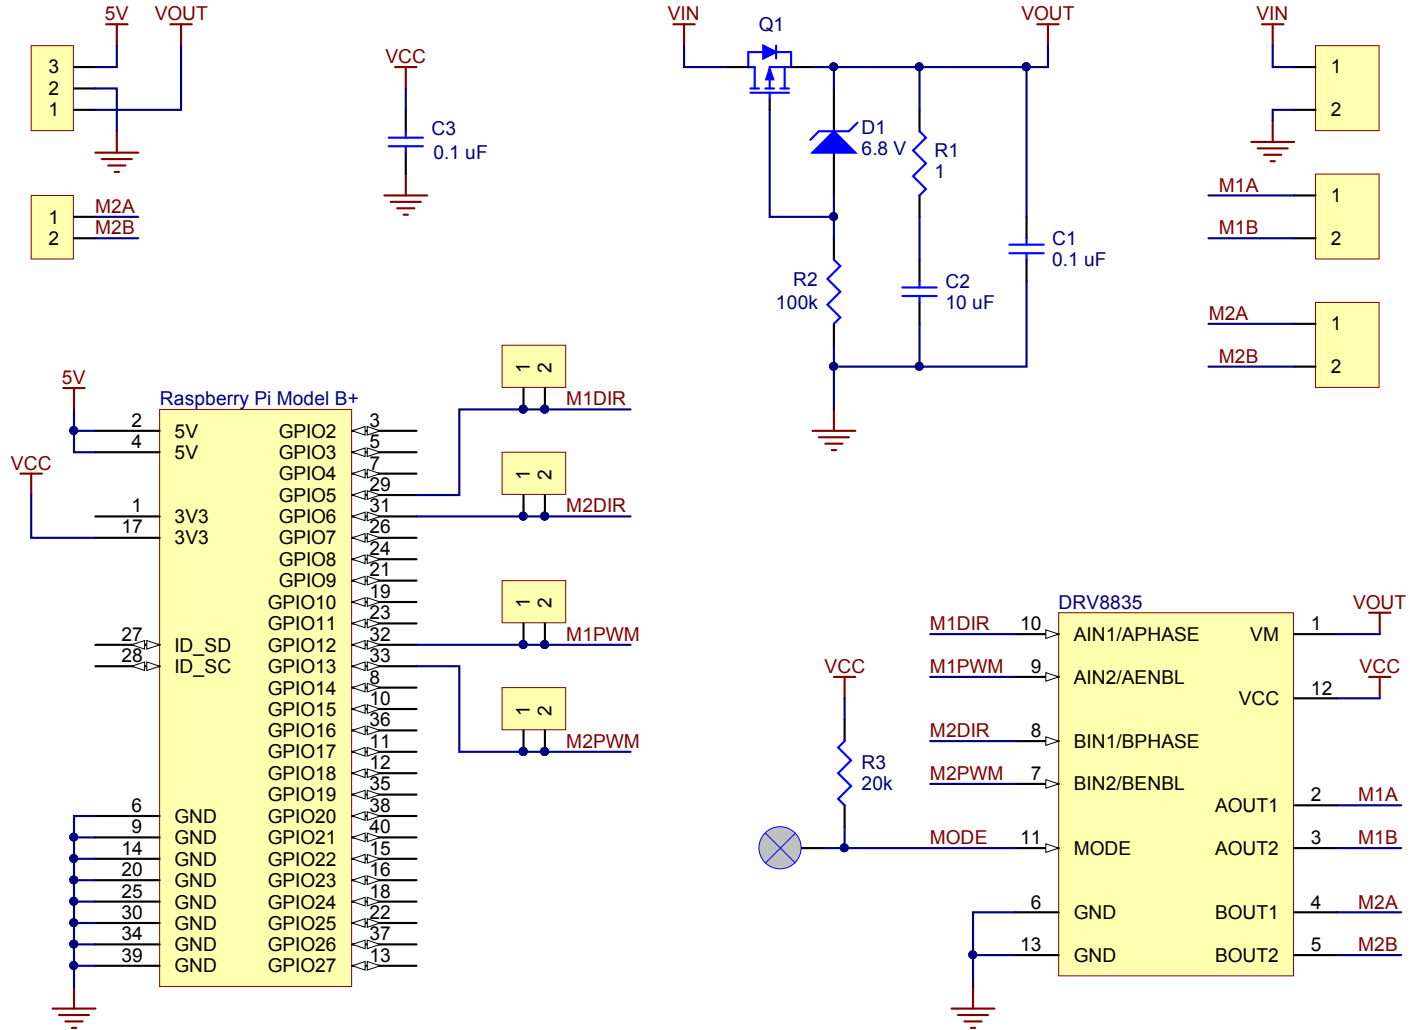 5V VOUT
3
2
1
VCC
C3
0.1 uF
1 M2A
2 M2B
VIN Q1 VOUT
D1
6.8 V
R1
1
R2
100k
C2
10 uF
C1
0.1 uF
VIN
1
2
M1A 1
M1B 2
M2A 1
M2B 2
5V
VCC
Raspberry Pi Model B+
2 5V
4 5V
1 3V3
17 3V3
27 ID_SD
28 ID_SC
6 GND
9 GND
14 GND
20 GND
25 GND
30 GND
34 GND
39 GND
GPIO2 3
GPIO3 5
GPIO4 7
GPIO5 29
GPIO6 31
GPIO7 26
GPIO8 24
GPIO9 21
GPIO10 19
GPIO11 23
GPIO12 32
GPIO13 33
GPIO14 8
GPIO15 10
GPIO16 36
GPIO17 11
GPIO18 12
GPIO19 35
GPIO20 38
GPIO21 40
GPIO22 15
GPIO23 16
GPIO24 18
GPIO25 22
GPIO26 37
GPIO27 13
1 2
M1DIR
1 2
M2DIR
1 2
M1PWM
1 2
M2PWM
VCC
R3
20k
DRV8835
M1DIR 10 AIN1/APHASE
M1PWM 9 AIN2/AENBL
M2DIR 8 BIN1/BPHASE
M2PWM 7 BIN2/BENBL
MODE 11 MODE
6 GND
13 GND
VOUT
VM 1
VCC
VCC 12
AOUT1 2 M1A
AOUT2 3 M1B
BOUT1 4 M2A
BOUT2 5 M2B